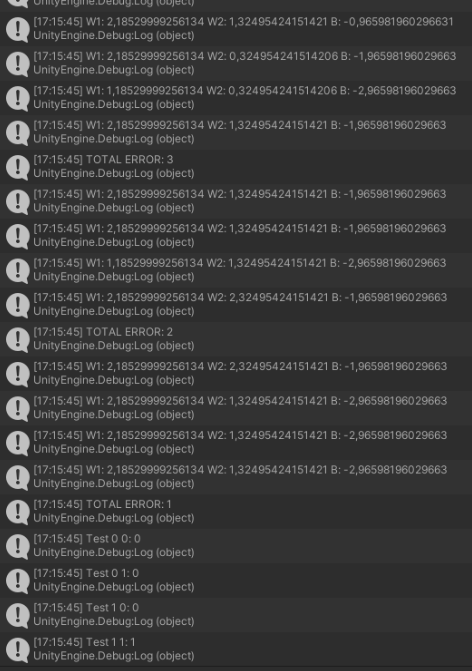 UnityEngine.Debug:Log (object)
[17:15:45] W1: 2,18529999256134 W2: 1,32495424151421 B: -0,965981960296631
UnityEngine.Debug:Log (object)
[17:15:45] W1: 2,18529999256134 W2: 0,324954241514206 B: -1,96598196029663
UnityEngine.Debug:Log (object)
[17:15:45] W1: 1,18529999256134 W2: 0,324954241514206 B: -2,96598196029663
UnityEngine.Debug:Log (object)
[17:15:45] W1: 2,18529999256134 W2: 1,32495424151421 B: -1,96598196029663
UnityEngine.Debug:Log (object)
[17:15:45] TOTAL ERROR: 3
UnityEngine.Debug:Log (object)
[17:15:45] W1: 2,18529999256134 W2: 1,32495424151421 B: -1,96598196029663
UnityEngine.Debug:Log (object)
[17:15:45] W1: 2,18529999256134 W2: 1,32495424151421 B: -1,96598196029663
UnityEngine.Debug:Log (object)
[17:15:45] W1: 1,18529999256134 W2: 1,32495424151421 B: -2,96598196029663
UnityEngine.Debug:Log (object)
[17:15:45] W1: 2,18529999256134 W2: 2,32495424151421 B: -1,96598196029663
UnityEngine.Debug:Log (object)
[17:15:45] TOTAL ERROR: 2
UnityEngine.Debug:Log (object)
[17:15:45] W1: 2,18529999256134 W2: 2,32495424151421 B: -1,96598196029663
UnityEngine.Debug:Log (object)
[17:15:45] W1: 2,18529999256134 W2: 1,32495424151421 B: -2,96598196029663
UnityEngine.Debug:Log (object)
[17:15:45] W1: 2,18529999256134 W2: 1,32495424151421 B: -2,96598196029663
UnityEngine.Debug:Log (object)
[17:15:45] W1: 2,18529999256134 W2: 1,32495424151421 B: -2,96598196029663
UnityEngine.Debug:Log (object)
[17:15:45] TOTAL ERROR: 1
UnityEngine.Debug:Log (object)
[17:15:45] Test 0 0: 0
UnityEngine.Debug:Log (object)
[17:15:45] Test 0 1: 0
UnityEngine.Debug:Log (object)
[17:15:45] Test 1 0: 0
UnityEngine.Debug:Log (object)
[17:15:45] Test 1 1: 1
UnityEngine.Debug:Log (object)